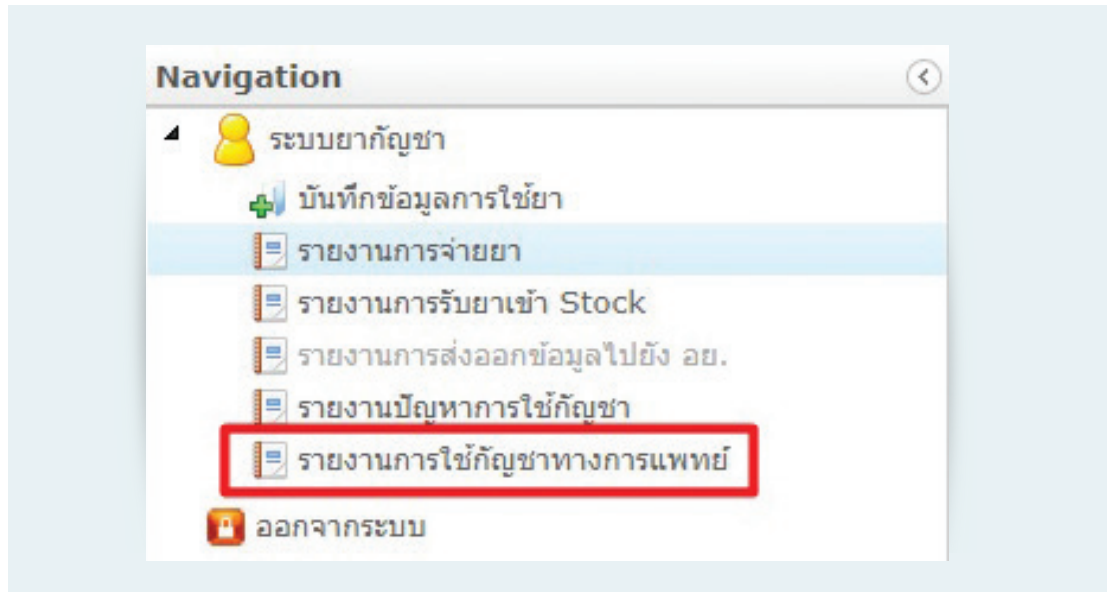 Navigation
ระบบยากัญชา
บันทึกข้อมูลการใช้ยา
รายงานการจ่ายยา
รายงานการรับยาเข้า Stock
รายงานการส่งออกข้อมูลไปยัง อย.
รายงานปัญหาการใช้กัญชา
รายงานการใช้กัญชาทางการแพทย์
ออกจากระบบ